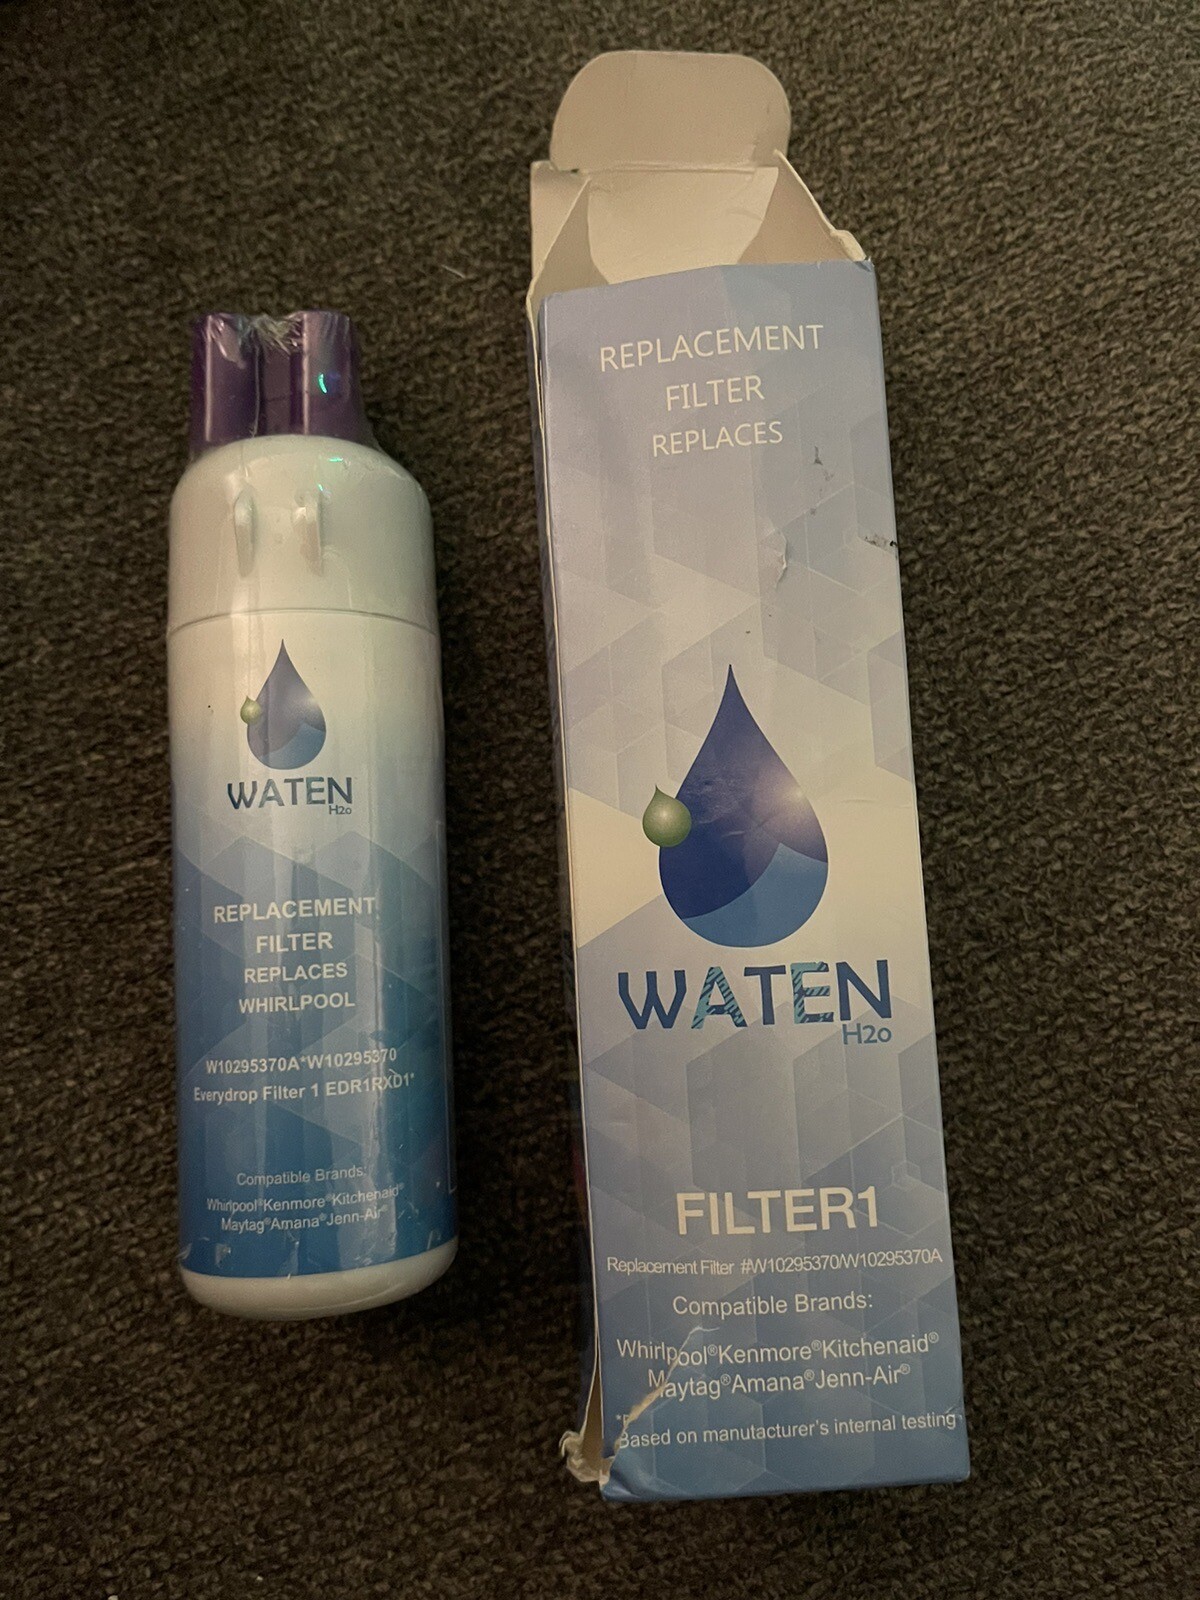 WATEN
H2o
REPLACEMENT
FILTER
REPLACES
WHIRLPOOL
W10295370A*W10295370
Everydrop Filter 1 EDR1RXD1*
Compatible Brands:
Whirlpool®Kenmore®Kitchenaid®
Maytag®Amana®Jenn-Air®
REPLACEMENT
FILTER
REPLACES
WATEN
H2o
FILTER1
Replacement Filter #W10295370/W10295370A
Compatible Brands:
Whirlpool®Kenmore®Kitchenaid®
Maytag®Amana®Jenn-Air®
Based on manutacturer's internal testing